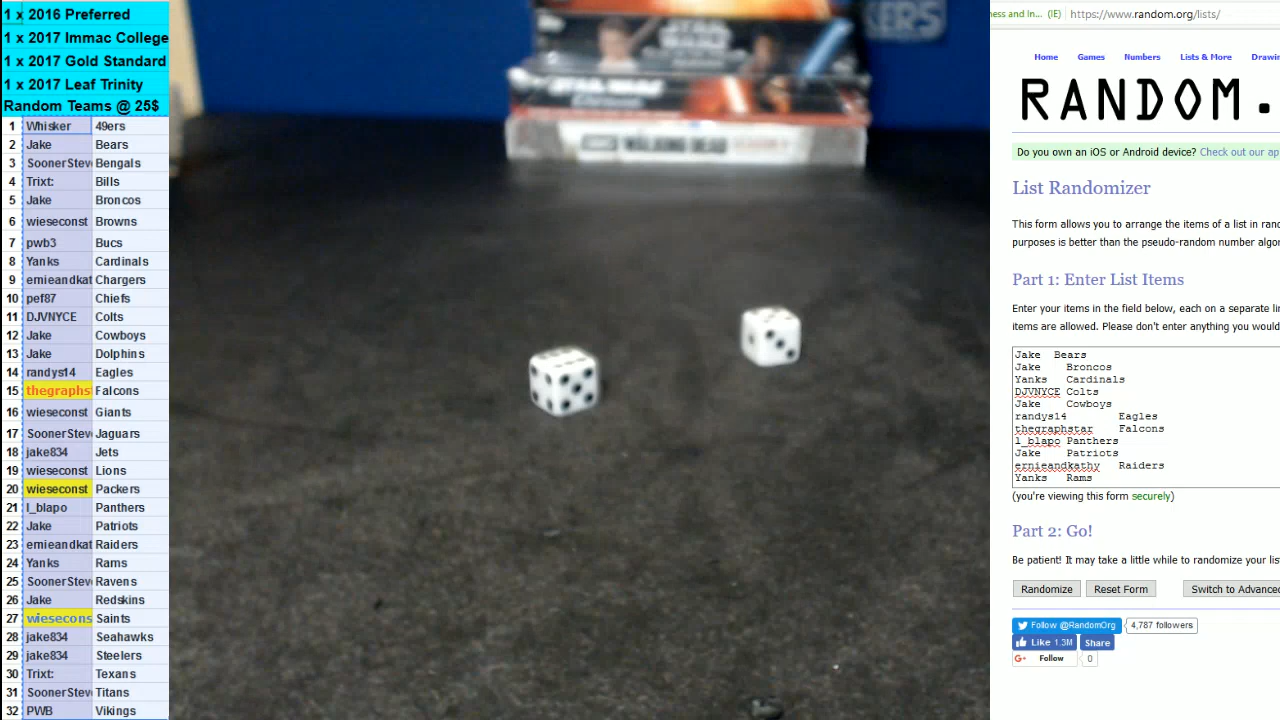 1 x 2016 Preferred
1 x 2017 Immac College
1 x 2017 Gold Standard
1 x 2017 Leaf Trinity
Random Teams @ 25$
1 Whisker 49ers
2 Jake Bears
3 SoonerStev Bengals
4 Trixt: Bills
5 Jake Broncos
6 wieseconst Browns
7 pwb3 Bucs
8 Yanks Cardinals
9 ernieandkat Chargers
10 pef87 Chiefs
11 DJVNYCE Colts
12 Jake Cowboys
13 Jake Dolphins
14 randys14 Eagles
15 thegraphs Falcons
16 wieseconst Giants
17 SoonerStev Jaguars
18 jake834 Jets
19 wieseconst Lions
20 wieseconst Packers
21 l_blapo Panthers
22 Jake Patriots
23 ernieandkat Raiders
24 Yanks Rams
25 SoonerStev Ravens
26 Jake Redskins
27 wiesecons Saints
28 jake834 Seahawks
29 jake834 Steelers
30 Trixt: Texans
31 SoonerStev Titans
32 PWB Vikings
KERS
STAR WARS
STAR WARS
WALKING DEAD
ness and In... (IE) https://www.random.org/lists/
Home Games Numbers Lists & More Drawin
RANDOM.
Do you own an iOS or Android device? Check out our ap
List Randomizer
This form allows you to arrange the items of a list in rand
purposes is better than the pseudo-random number algor
Part 1: Enter List Items
Enter your items in the field below, each on a separate li
items are allowed. Please don't enter anything you would
Jake Bears
Jake Broncos
Yanks Cardinals
DJVNYCE Colts
Jake Cowboys
randys14 Eagles
thegraphstar Falcons
l_blapo Panthers
Jake Patriots
ernieandkathy Raiders
Yanks Rams
(you're viewing this form securely)
Part 2: Go!
Be patient! It may take a little while to randomize your lis
Randomize Reset Form Switch to Advance
Follow @RandomOrg 4,787 followers
Like 1.3M Share
G+ Follow 0